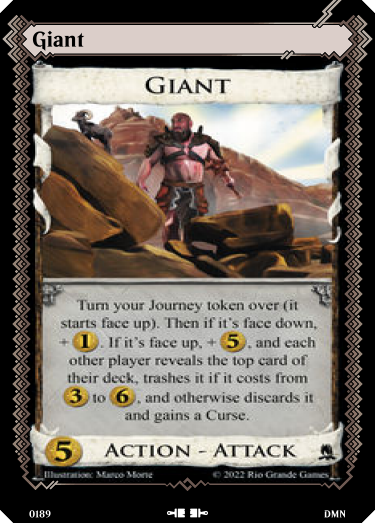 Giant
GIANT
Turn your Journey token over (it
starts face up). Then if it's face down,
+ 1. If it's face up, + 5, and each
other player reveals the top card of
their deck, trashes it if it costs from
3 to 6, and otherwise discards it
and gains a Curse.
5 ACTION - ATTACK
Illustration: Marco Morte © 2022 Rio Grande Games
0189 DMN